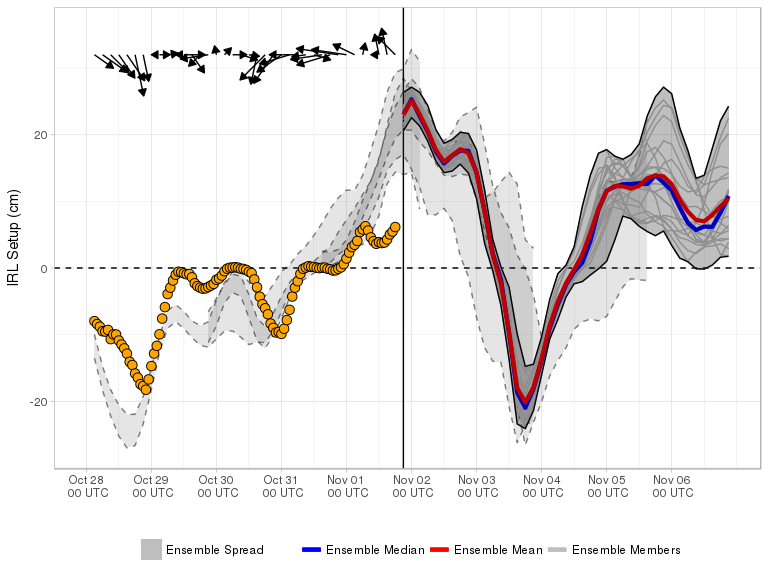 IRL Setup (cm)
20
0
-20
Oct 28 00 UTC
Oct 29 00 UTC
Oct 30 00 UTC
Oct 31 00 UTC
Nov 01 00 UTC
Nov 02 00 UTC
Nov 03 00 UTC
Nov 04 00 UTC
Nov 05 00 UTC
Nov 06 00 UTC
Ensemble Spread
Ensemble Median
Ensemble Mean
Ensemble Members